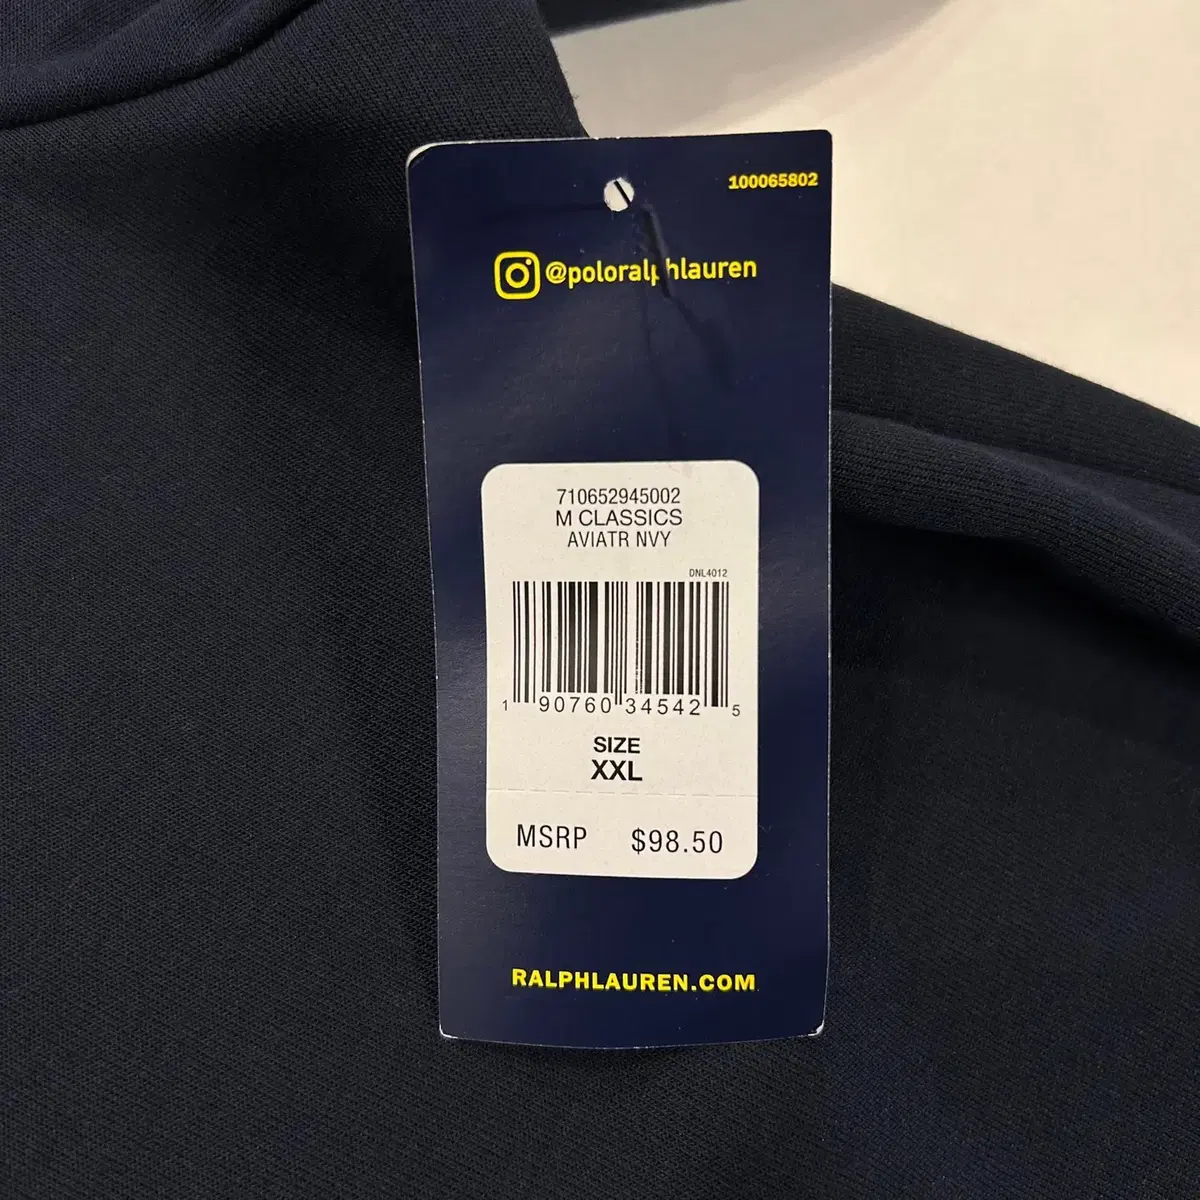 100065802
@poloralphlauren
710652945002
M CLASSICS
AVIATR NVY
DNL4012
1 90760 34542 5
SIZE
XXL
MSRP $98.50
RALPHLAUREN.COM